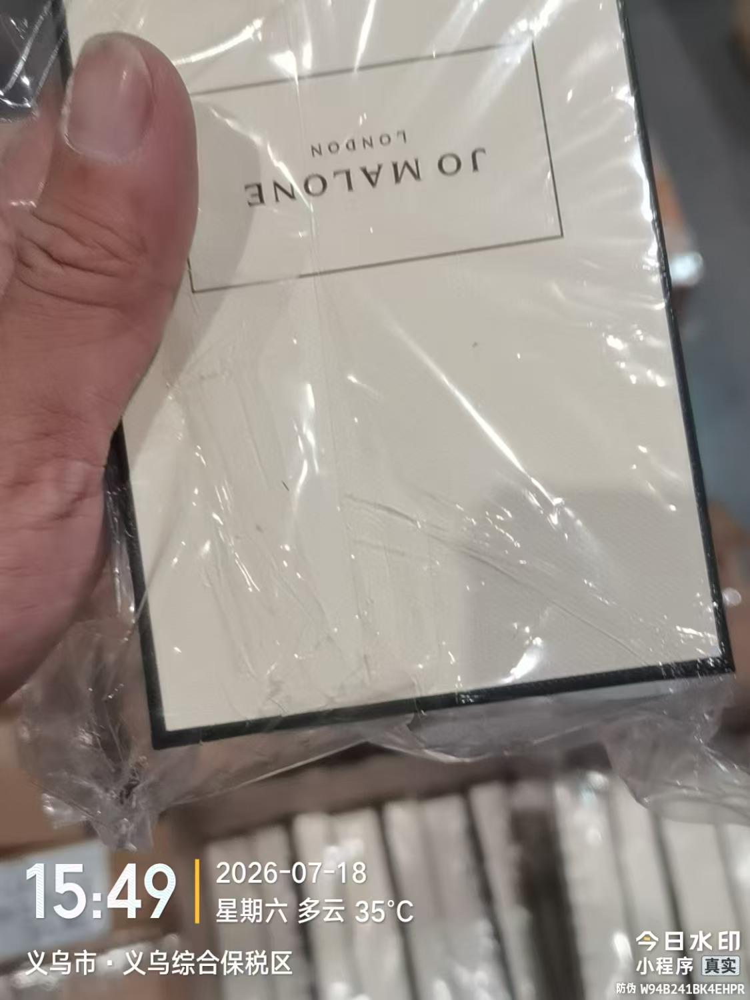 JO MALONE
LONDON
15:49
2026-07-18
星期六 多云 35°C
义乌市·义乌综合保税区
今日水印
小程序 真实
防伪 W94B241BK4EHPR